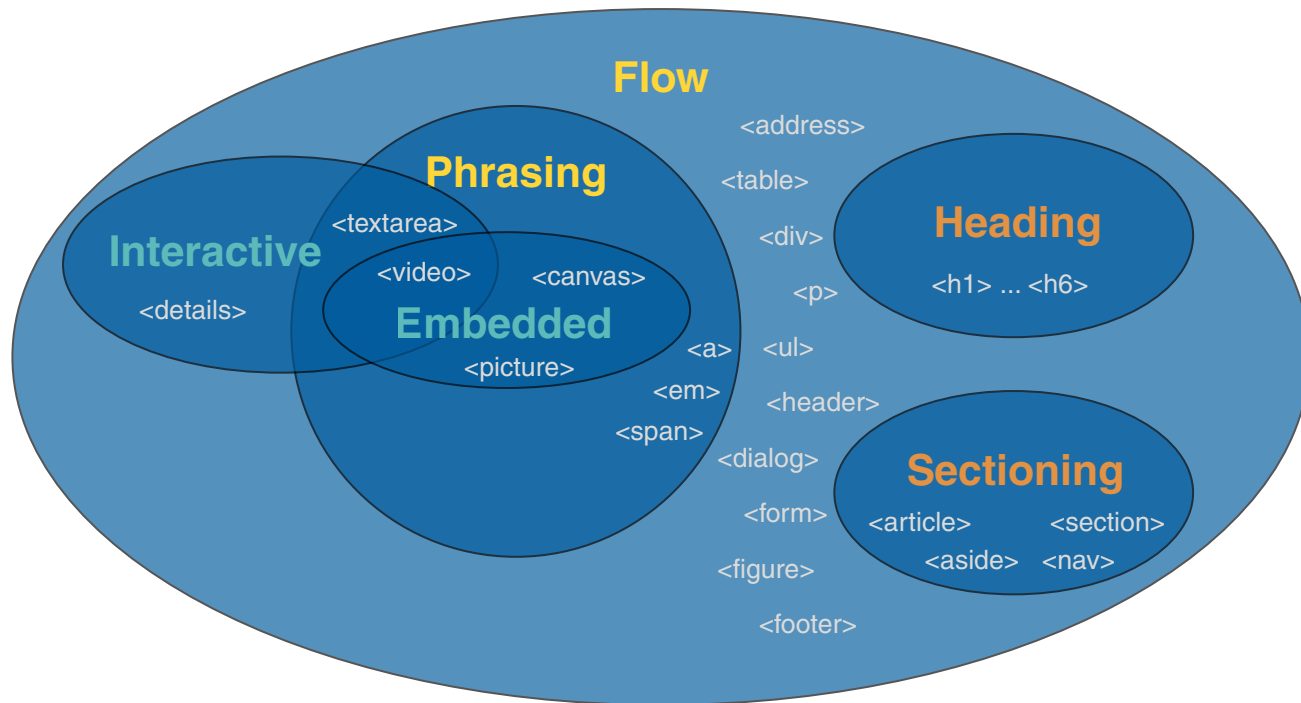 Flow
<address>
<table>
<div>
<p>
<ul>
<header>
<dialog>
<form>
<figure>
<footer>
Phrasing
<textarea>
<video>
<canvas>
Embedded
<picture>
<a>
<em>
<span>
Interactive
<details>
Heading
<h1> ... <h6>
Sectioning
<article> <section>
<aside> <nav>